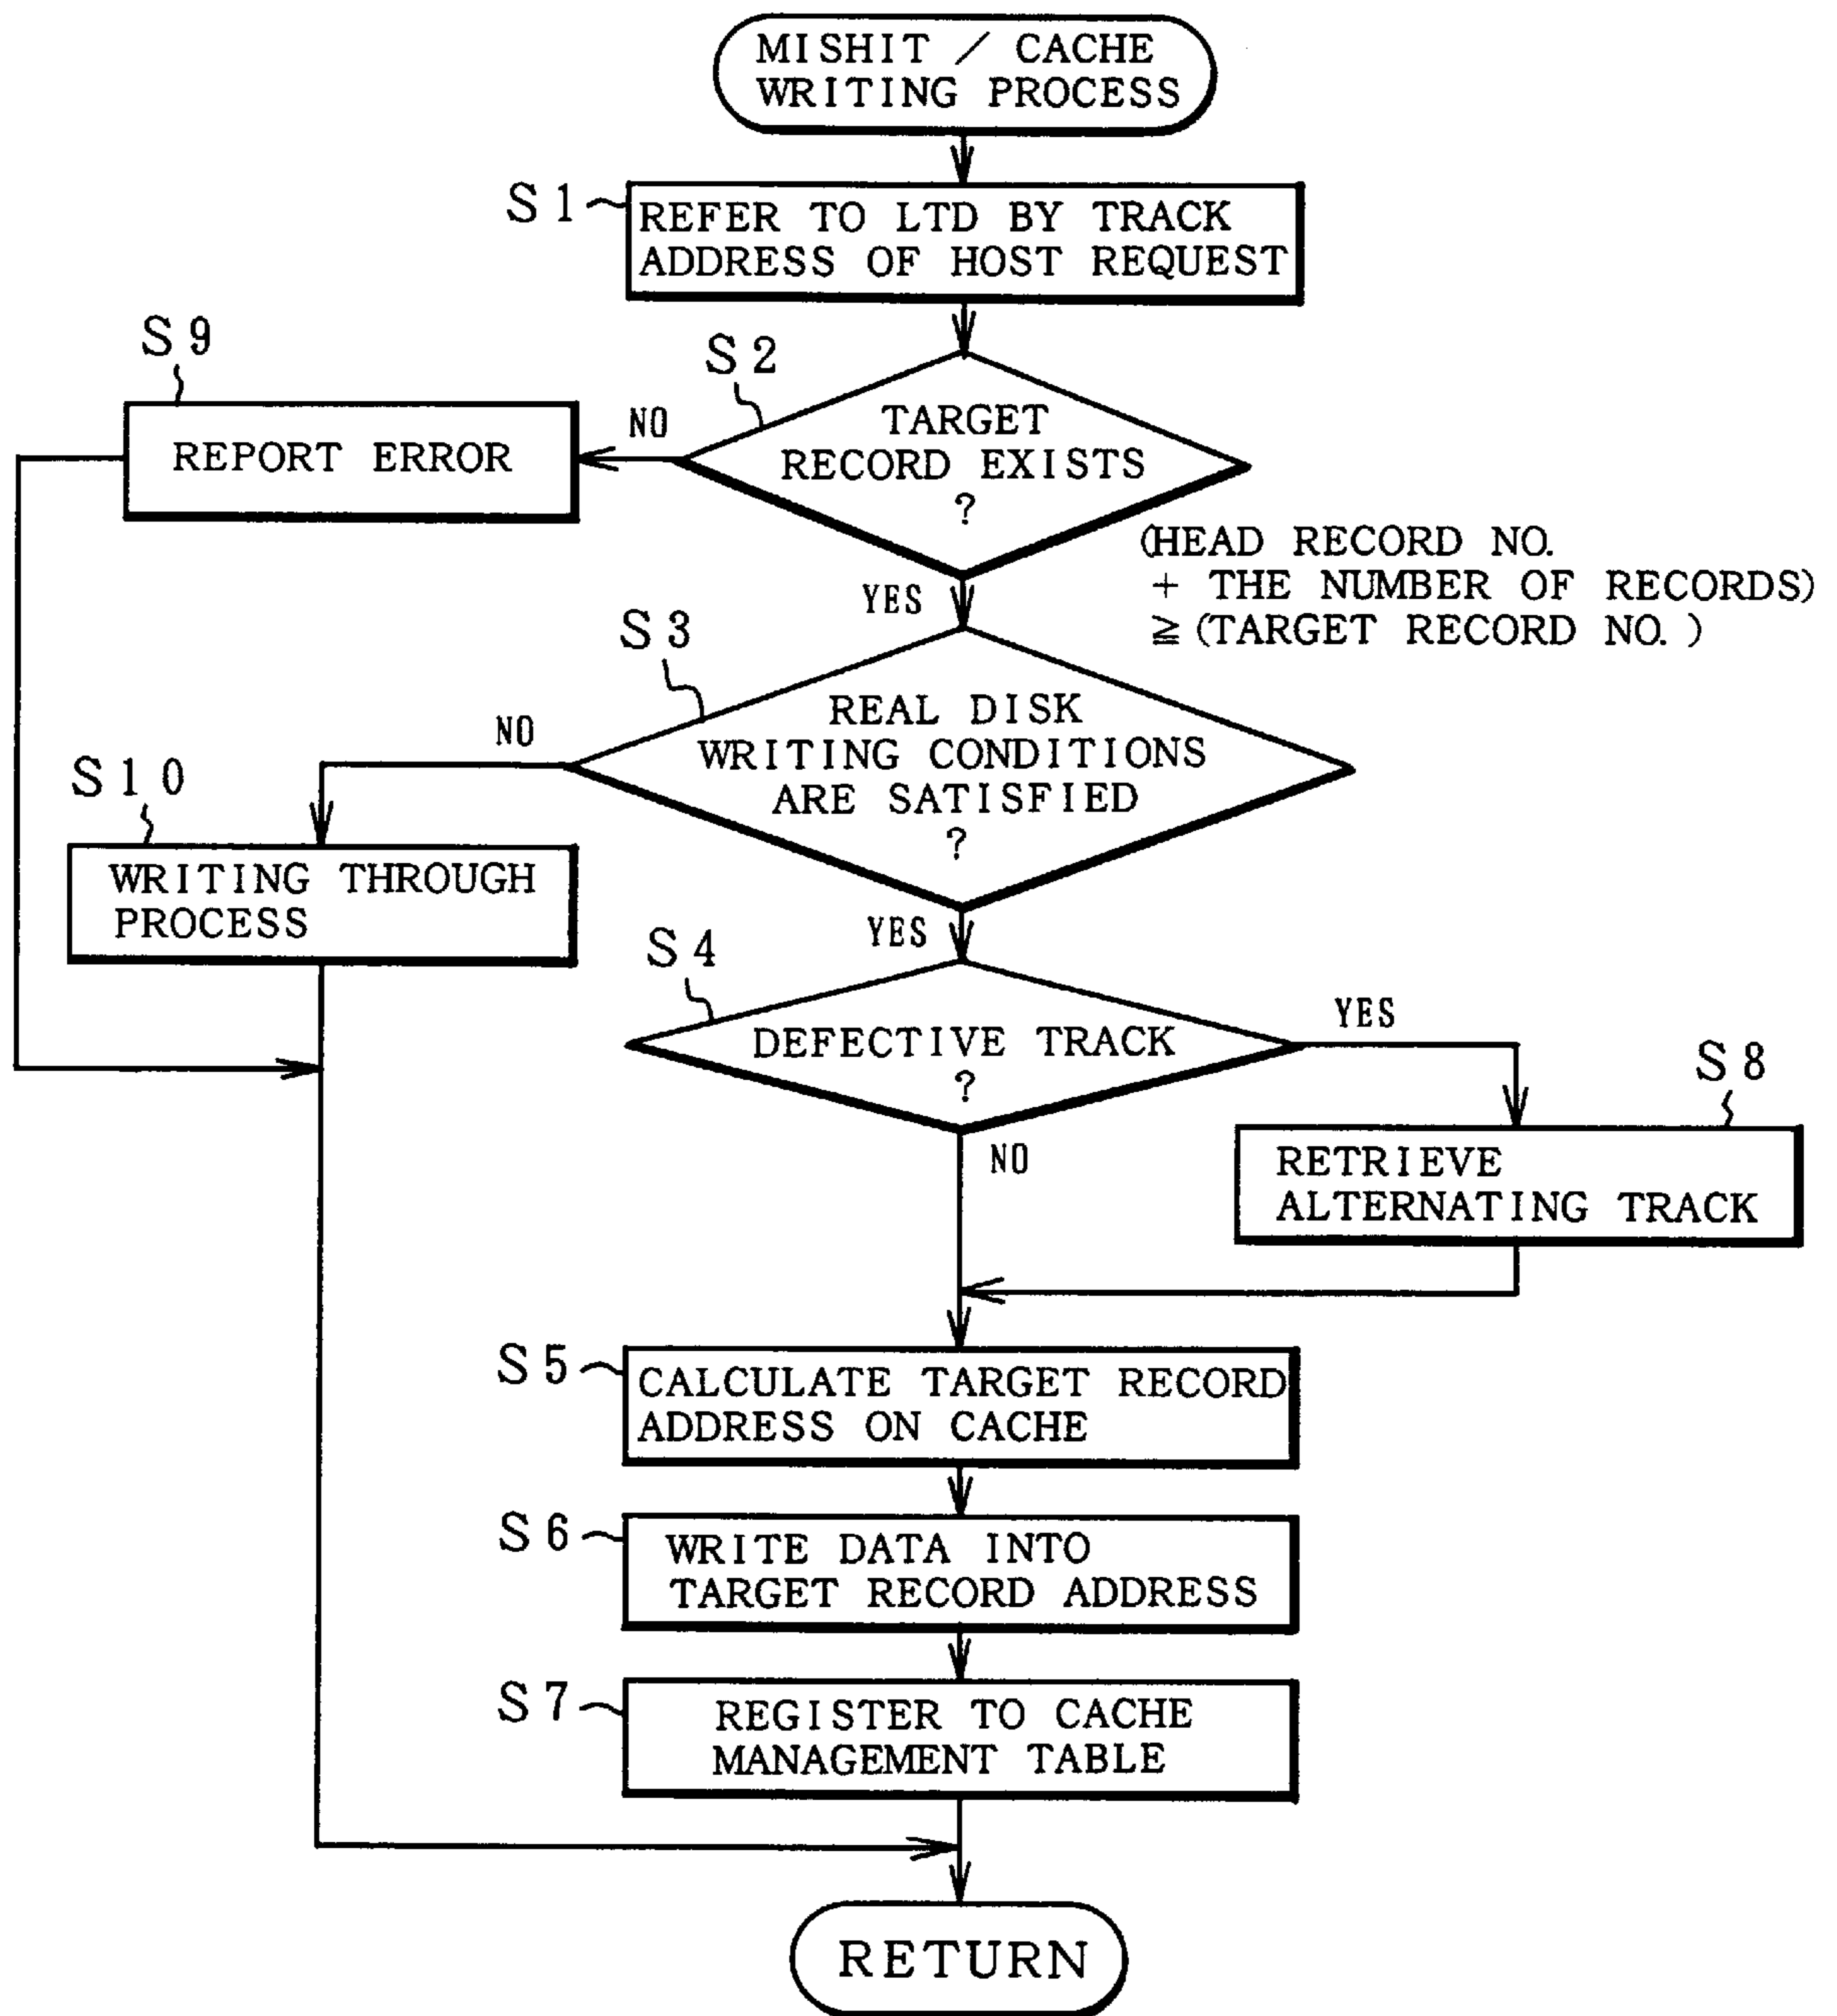 MISHIT / CACHE
WRITING PROCESS
S1
REFER TO LTD BY TRACK
ADDRESS OF HOST REQUEST
S9
REPORT ERROR
S2
NO
TARGET
RECORD EXISTS
?
(HEAD RECORD NO.
+ THE NUMBER OF RECORDS)
≧ (TARGET RECORD NO. )
YES
S3
NO
REAL DISK
WRITING CONDITIONS
ARE SATISFIED
?
S10
WRITING THROUGH
PROCESS
YES
S4
DEFECTIVE TRACK
?
YES
S8
RETRIEVE
ALTERNATING TRACK
NO
S5
CALCULATE TARGET RECORD
ADDRESS ON CACHE
S6
WRITE DATA INTO
TARGET RECORD ADDRESS
S7
REGISTER TO CACHE
MANAGEMENT TABLE
RETURN